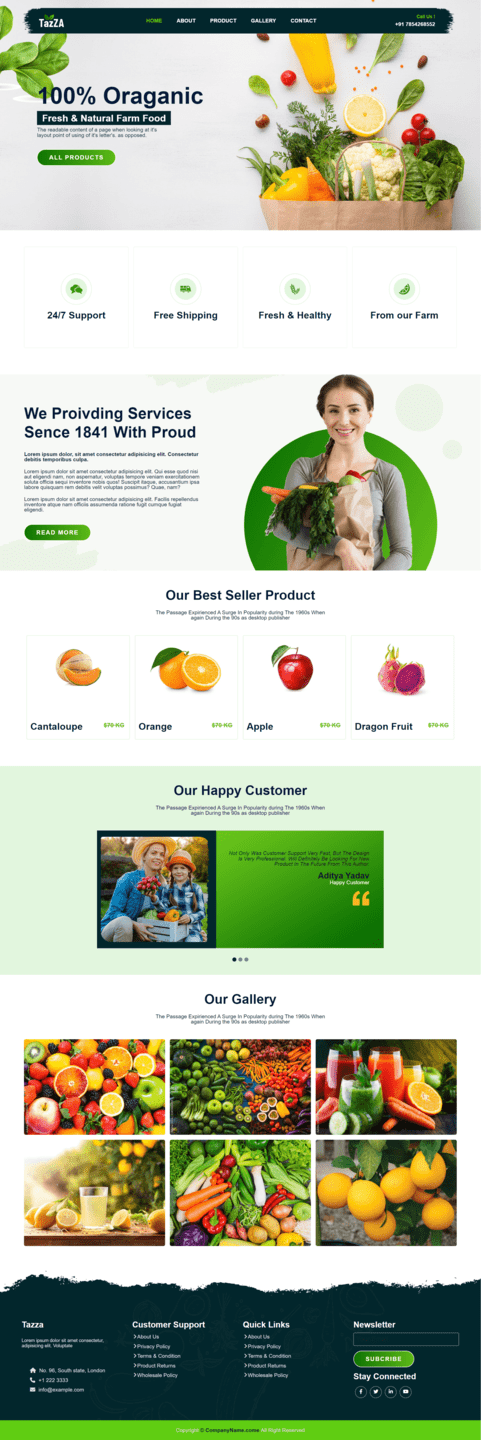 TazZA
HOME ABOUT PRODUCT GALLERY CONTACT
Call Us !
+91 7854268552
100% Oraganic
Fresh & Natural Farm Food
The readable content of a page when looking at it's
layout point of using of it's letter's. as opposed.
ALL PRODUCTS
24/7 Support
Free Shipping
Fresh & Healthy
From our Farm
We Proivding Services
Sence 1841 With Proud
Lorem ipsum dolor, sit amet consectetur adipisicing elit. Consectetur
debitis temporibus culpa.
Lorem ipsum dolor sit amet consectetur adipisicing elit. Qui esse quod nisi
aut eligendi nam, non aspernatur, voluptas tempore veniam exercitationem
soluta officia sequi inventore nobis quos! Suscipit itaque, accusantium ipsa
labore quisquam rem debitis velit voluptas possimus? Quae, nam?
Lorem ipsum dolor sit amet consectetur adipisicing elit. Facilis repellendus
inventore atque nam officiis assumenda ratione fugit cumque fugiat
eligendi.
READ MORE
Our Best Seller Product
The Passage Expirienced A Surge In Popularity during The 1960s When
again During the 90s as desktop publisher
Cantaloupe $70 KG
Orange $70 KG
Apple $70 KG
Dragon Fruit $70 KG
Our Happy Customer
The Passage Expirienced A Surge In Popularity during The 1960s When
again During the 90s as desktop publisher
Not Only Was Customer Support Very Fast, But The Design
Is Very Professional. Will Definitely Be Looking For New
Product In The Future From This Author.
Aditya Yadav
Happy Customer
Our Gallery
The Passage Expirienced A Surge In Popularity during The 1960s When
again During the 90s as desktop publisher
Tazza
Lorem ipsum dolor sit amet consectetur,
adipisicing elit. Voluptate
No. 96, South state, London
+1 222 3333
info@example.com
Customer Support
About Us
Privacy Policy
Terms & Condition
Product Returns
Wholesale Policy
Quick Links
About Us
Privacy Policy
Terms & Condition
Product Returns
Wholesale Policy
Newsletter
SUBCRIBE
Stay Connected
Copyright © CompanyName.come All Right Reserved